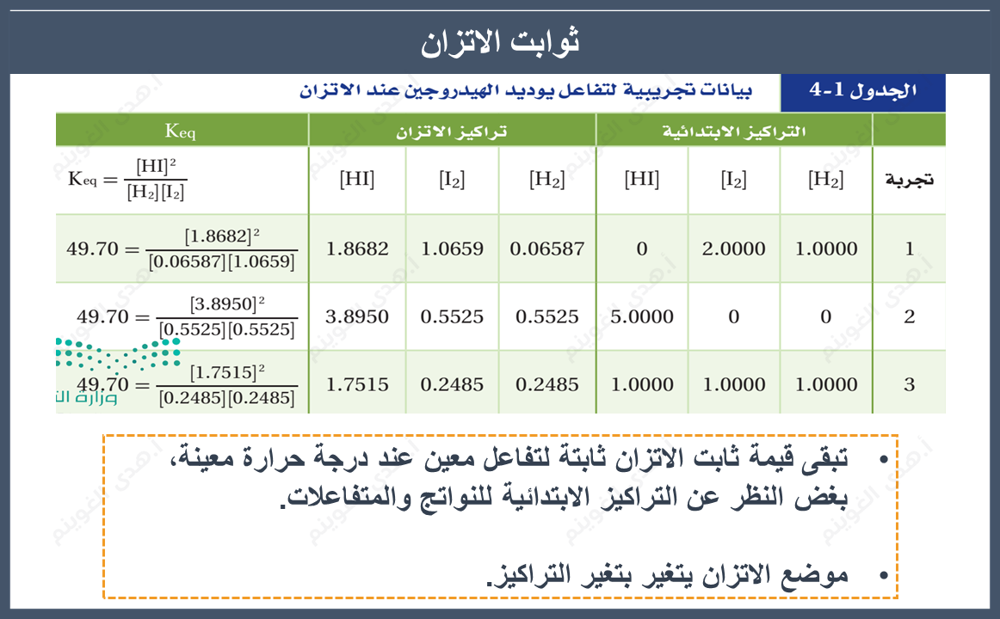 ثوابت الاتزان
الجدول 1-4 بيانات تجريبية لتفاعل يوديد الهيدروجين عند الاتزان
التراكيز الابتدائية تراكيز الاتزان Keq
تجربة [H₂] [I₂] [HI] [H₂] [I₂] [HI] Keq = [HI]² / [H₂][I₂]
1 1.0000 2.0000 0 0.06587 1.0659 1.8682 49.70 = [1.8682]² / [0.06587][1.0659]
2 0 0 5.0000 0.5525 0.5525 3.8950 49.70 = [3.8950]² / [0.5525][0.5525]
3 1.0000 1.0000 1.0000 0.2485 0.2485 1.7515 49.70 = [1.7515]² / [0.2485][0.2485]
وزارة الت
• تبقى قيمة ثابت الاتزان ثابتة لتفاعل معين عند درجة حرارة معينة،
بغض النظر عن التراكيز الابتدائية للنواتج والمتفاعلات.
• موضع الاتزان يتغير بتغير التراكيز.
أ.هدى الغوينم